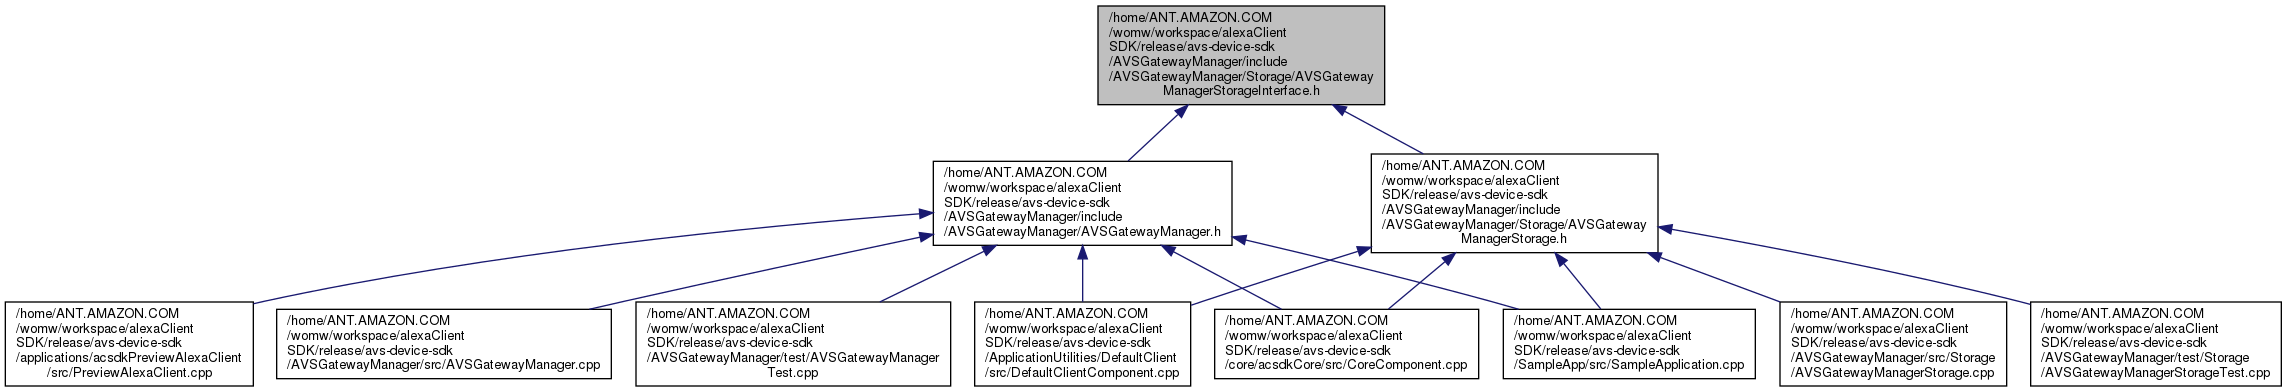 /home/ANT.AMAZON.COM
/womw/workspace/alexaClient
SDK/release/avs-device-sdk
/AVSGatewayManager/include
/AVSGatewayManager/Storage/AVSGateway
ManagerStorageInterface.h
/home/ANT.AMAZON.COM
/womw/workspace/alexaClient
SDK/release/avs-device-sdk
/AVSGatewayManager/include
/AVSGatewayManager/AVSGatewayManager.h
/home/ANT.AMAZON.COM
/womw/workspace/alexaClient
SDK/release/avs-device-sdk
/AVSGatewayManager/include
/AVSGatewayManager/Storage/AVSGateway
ManagerStorage.h
/home/ANT.AMAZON.COM
/womw/workspace/alexaClient
SDK/release/avs-device-sdk
/applications/acsdkPreviewAlexaClient
/src/PreviewAlexaClient.cpp
/home/ANT.AMAZON.COM
/womw/workspace/alexaClient
SDK/release/avs-device-sdk
/AVSGatewayManager/src/AVSGatewayManager.cpp
/home/ANT.AMAZON.COM
/womw/workspace/alexaClient
SDK/release/avs-device-sdk
/AVSGatewayManager/test/AVSGatewayManager
Test.cpp
/home/ANT.AMAZON.COM
/womw/workspace/alexaClient
SDK/release/avs-device-sdk
/ApplicationUtilities/DefaultClient
/src/DefaultClientComponent.cpp
/home/ANT.AMAZON.COM
/womw/workspace/alexaClient
SDK/release/avs-device-sdk
/core/acsdkCore/src/CoreComponent.cpp
/home/ANT.AMAZON.COM
/womw/workspace/alexaClient
SDK/release/avs-device-sdk
/SampleApp/src/SampleApplication.cpp
/home/ANT.AMAZON.COM
/womw/workspace/alexaClient
SDK/release/avs-device-sdk
/AVSGatewayManager/src/Storage
/AVSGatewayManagerStorage.cpp
/home/ANT.AMAZON.COM
/womw/workspace/alexaClient
SDK/release/avs-device-sdk
/AVSGatewayManager/test/Storage
/AVSGatewayManagerStorageTest.cpp